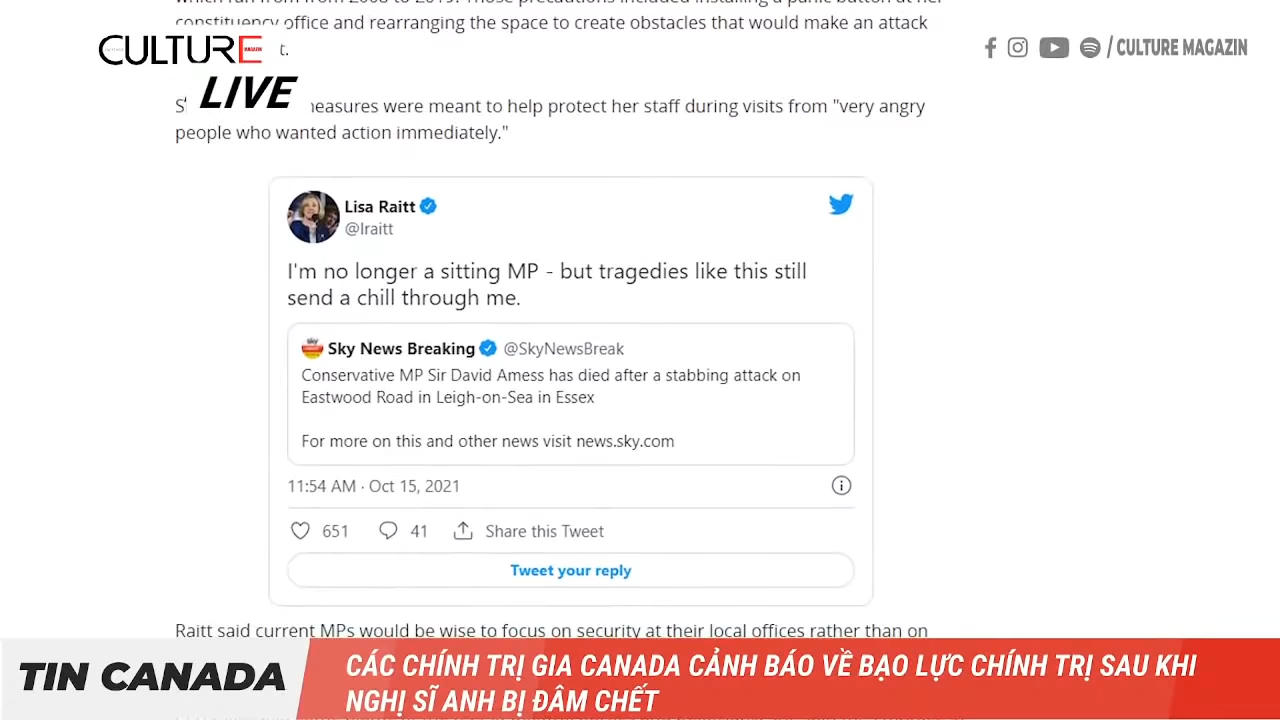 constituency office and rearranging the space to create obstacles that would make an attack
CULTURE
t.
/ CULTURE MAGAZIN
LIVE
measures were meant to help protect her staff during visits from "very angry
people who wanted action immediately."
Lisa Raitt
@lraitt
I'm no longer a sitting MP - but tragedies like this still
send a chill through me.
Sky News Breaking @SkyNewsBreak
Conservative MP Sir David Amess has died after a stabbing attack on
Eastwood Road in Leigh-on-Sea in Essex
For more on this and other news visit news.sky.com
11:54 AM · Oct 15, 2021
651 41 Share this Tweet
Tweet your reply
Raitt said current MPs would be wise to focus on security at their local offices rather than on
TIN CANADA
CÁC CHÍNH TRỊ GIA CANADA CẢNH BÁO VỀ BẠO LỰC CHÍNH TRỊ SAU KHI
NGHỊ SĨ ANH BỊ ĐÂM CHẾT